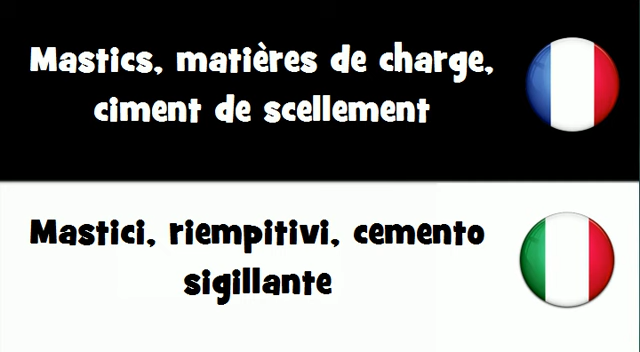 Mastics, matières de charge,
ciment de scellement
Mastici, riempitivi, cemento
sigillante